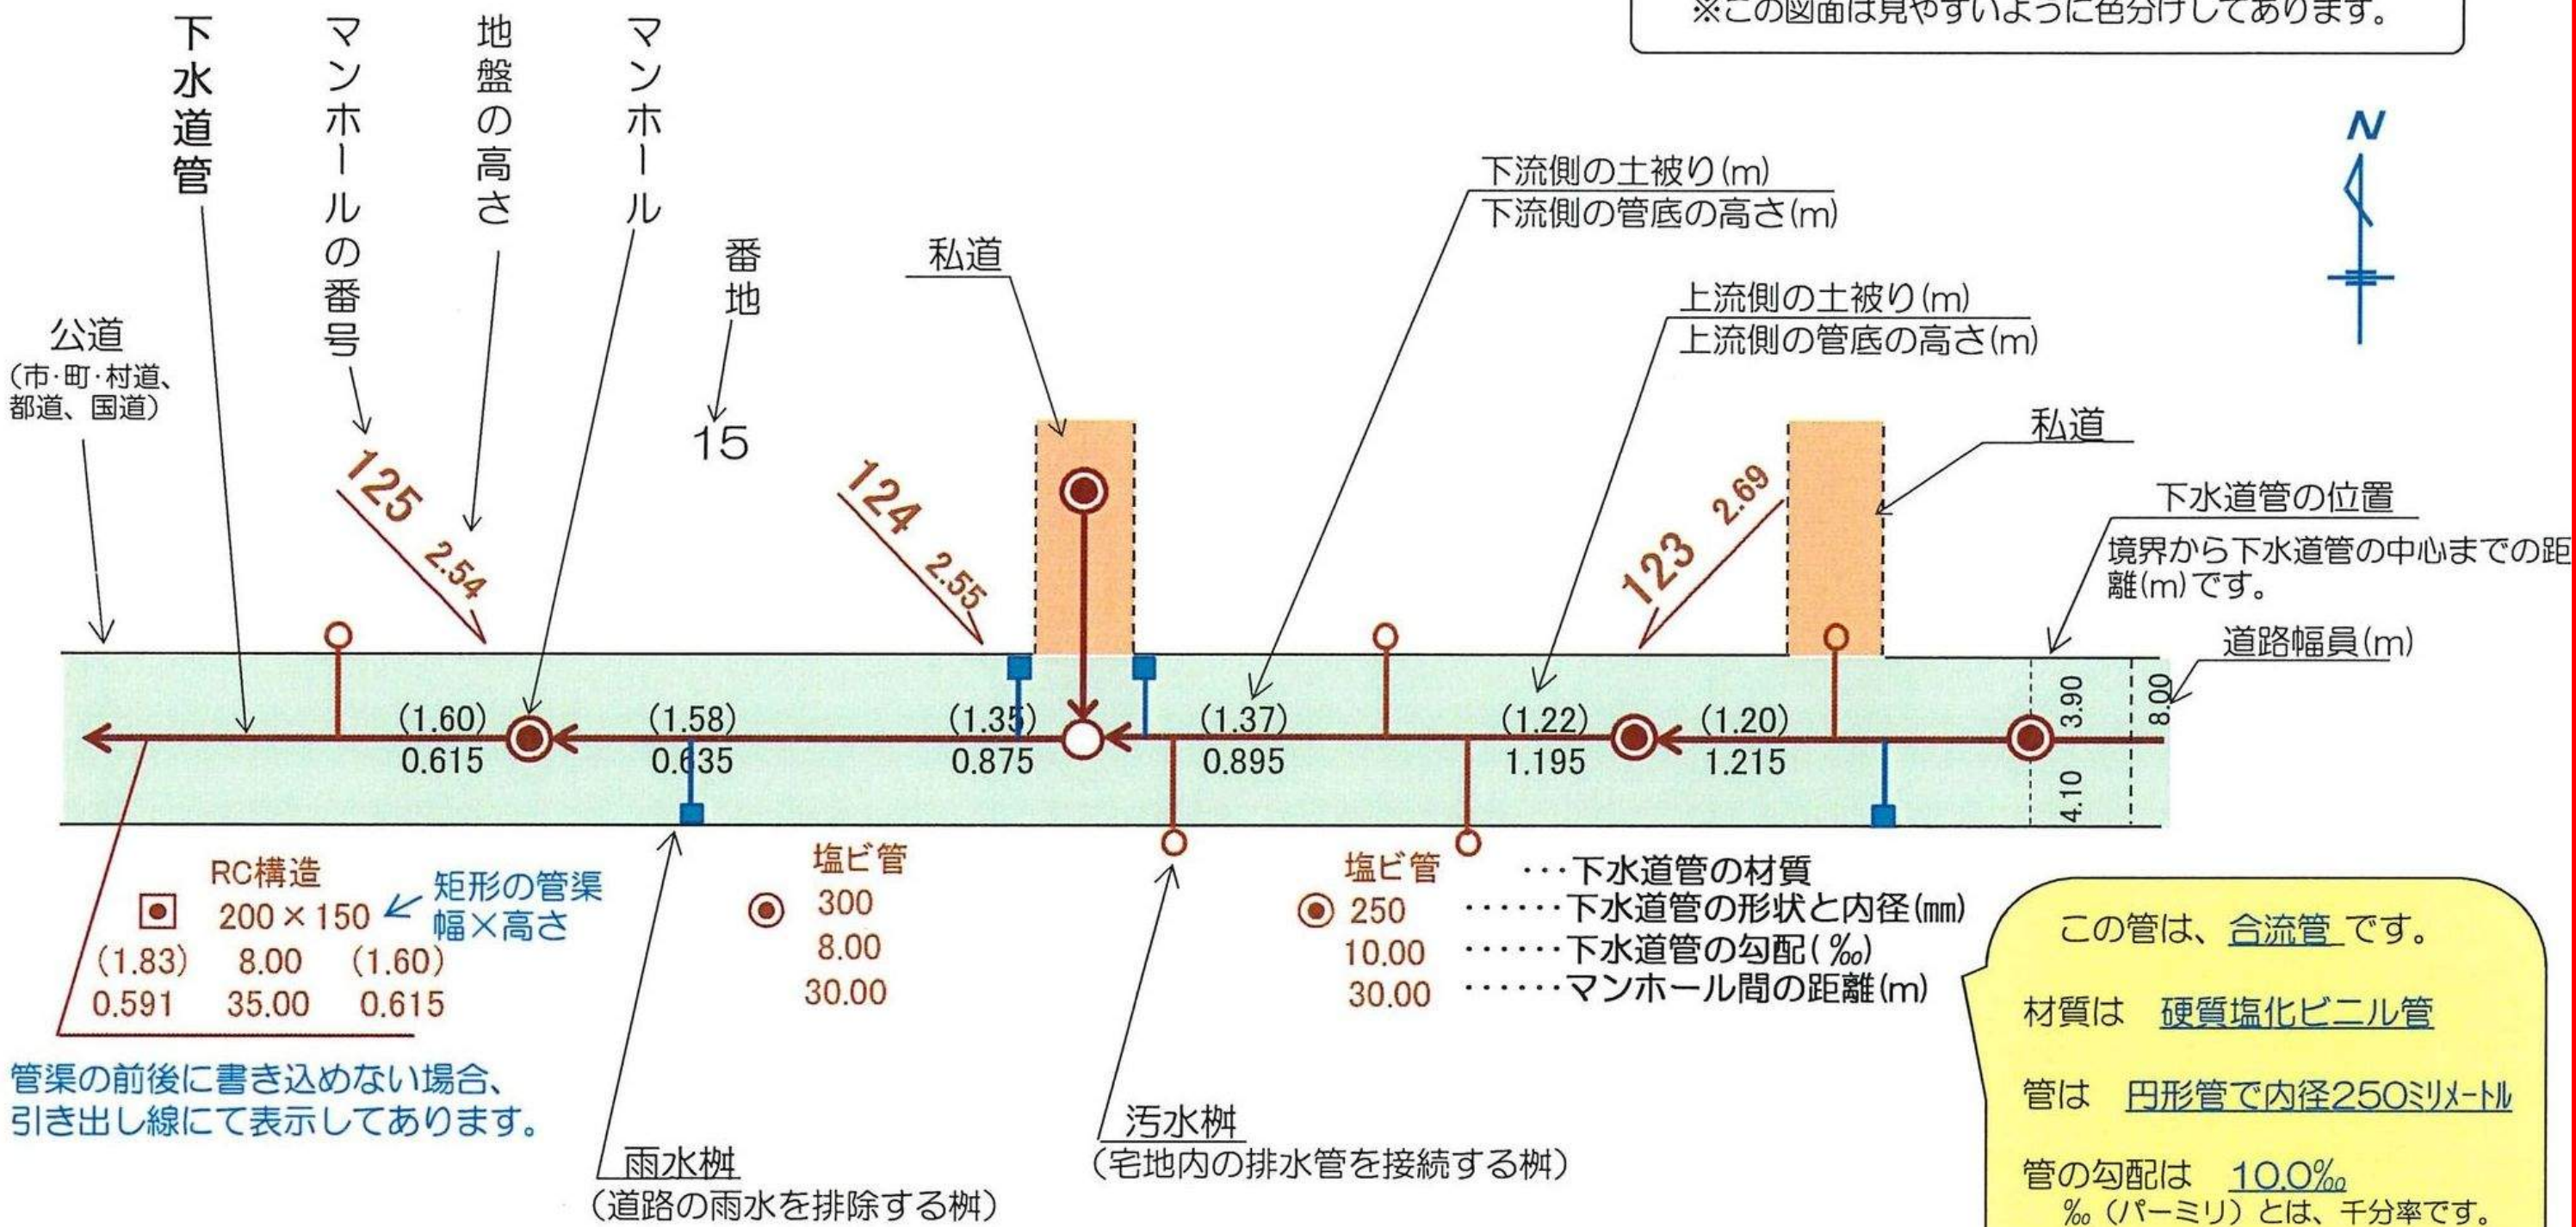 ※この図面は見やすいように色分けしてあります。
下水道管
マンホールの番号
地盤の高さ
マンホール
番地
15
私道
下流側の土被り(m)
下流側の管底の高さ(m)
上流側の土被り(m)
上流側の管底の高さ(m)
N
公道
(市・町・村道、
都道、国道)
125 2.54
124 2.55
123 2.69
私道
下水道管の位置
境界から下水道管の中心までの距
離(m)です。
道路幅員(m)
(1.60)
0.615
(1.58)
0.635
(1.35)
0.875
(1.37)
0.895
(1.22)
1.195
(1.20)
1.215
3.90
4.10
8.00
RC構造
200×150
矩形の管渠
幅×高さ
(1.83) 8.00 (1.60)
0.591 35.00 0.615
管渠の前後に書き込めない場合、
引き出し線にて表示してあります。
塩ビ管
300
8.00
30.00
塩ビ管 ・・・下水道管の材質
250 ・・・・・・下水道管の形状と内径(㎜)
10.00 ・・・・・・下水道管の勾配(‰)
30.00 ・・・・・・マンホール間の距離(m)
雨水桝
(道路の雨水を排除する桝)
汚水桝
(宅地内の排水管を接続する桝)
この管は、合流管です。
材質は 硬質塩化ビニル管
管は 円形管で内径250ミリメートル
管の勾配は 10.0‰
‰(パーミリ)とは、千分率です。